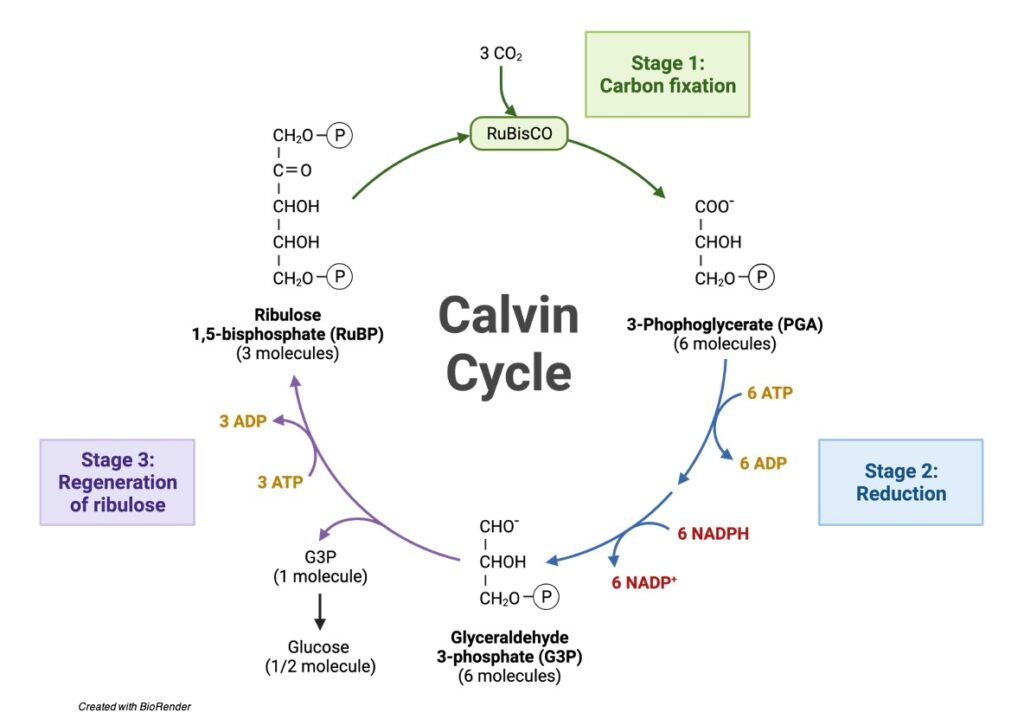 3 CO₂
Stage 1:
Carbon fixation
RuBisCO
CH₂O–P
C=O
CHOH
CHOH
CH₂O–P
Ribulose
1,5-bisphosphate (RuBP)
(3 molecules)
COO⁻
CHOH
CH₂O–P
3-Phophoglycerate (PGA)
(6 molecules)
Calvin
Cycle
6 ATP
6 ADP
Stage 2:
Reduction
6 NADPH
6 NADP⁺
CHO⁻
CHOH
CH₂O–P
Glyceraldehyde
3-phosphate (G3P)
(6 molecules)
3 ADP
3 ATP
Stage 3:
Regeneration
of ribulose
G3P
(1 molecule)
Glucose
(1/2 molecule)
Created with BioRender